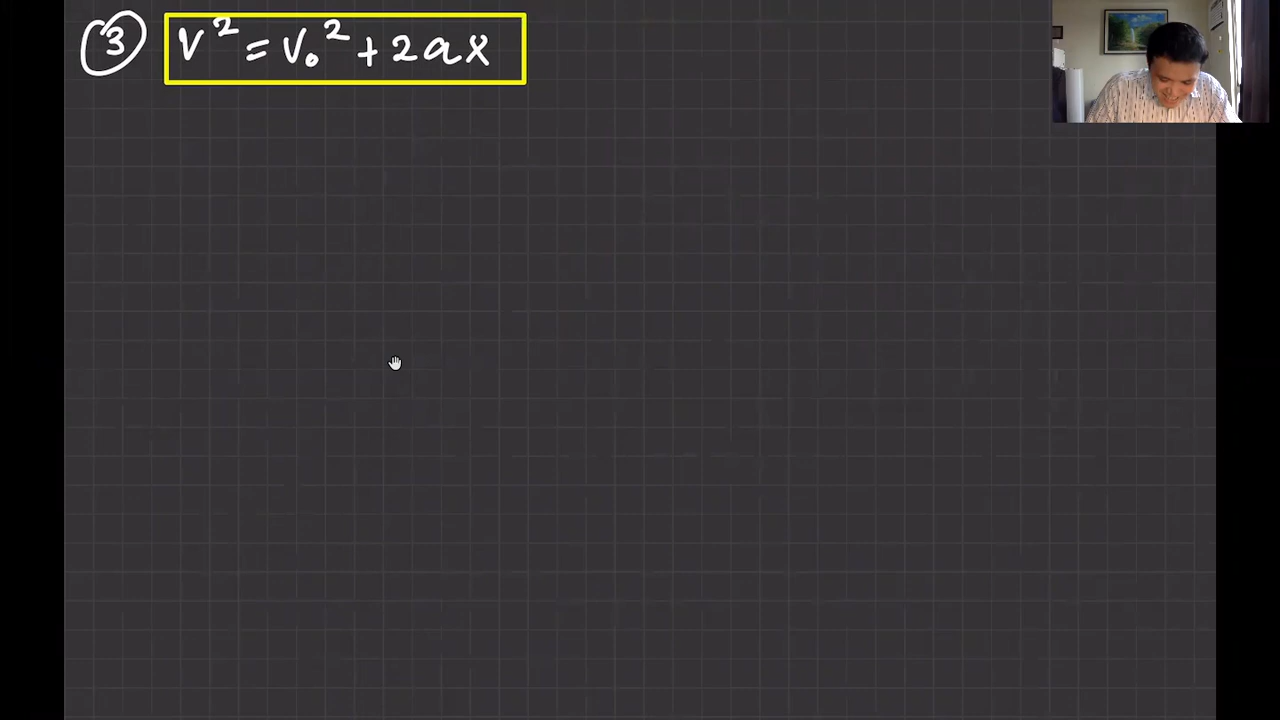 ③ V² = V₀² + 2ax